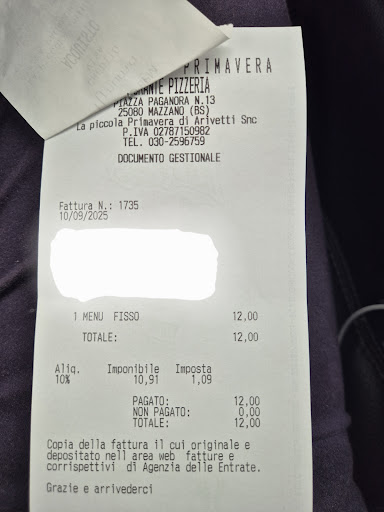 PRIMAVERA
PIZZERIA
PIAZZA PAGANORA N.13
25080 MAZZANO (BS)
La piccola Primavera di Arivetti Snc
P.IVA 02787150982
TEL. 030-2596759
DOCUMENTO GESTIONALE
Fattura N.: 1735
10/09/2025
1 MENU FISSO 12,00
TOTALE: 12,00
Aliq. Imponibile Imposta
10% 10,91 1,09
PAGATO: 12,00
NON PAGATO: 0,00
TOTALE: 12,00
Copia della fattura il cui originale e
depositato nell area web fatture e
corrispettivi di Agenzia delle Entrate.
Grazie e arrivederci